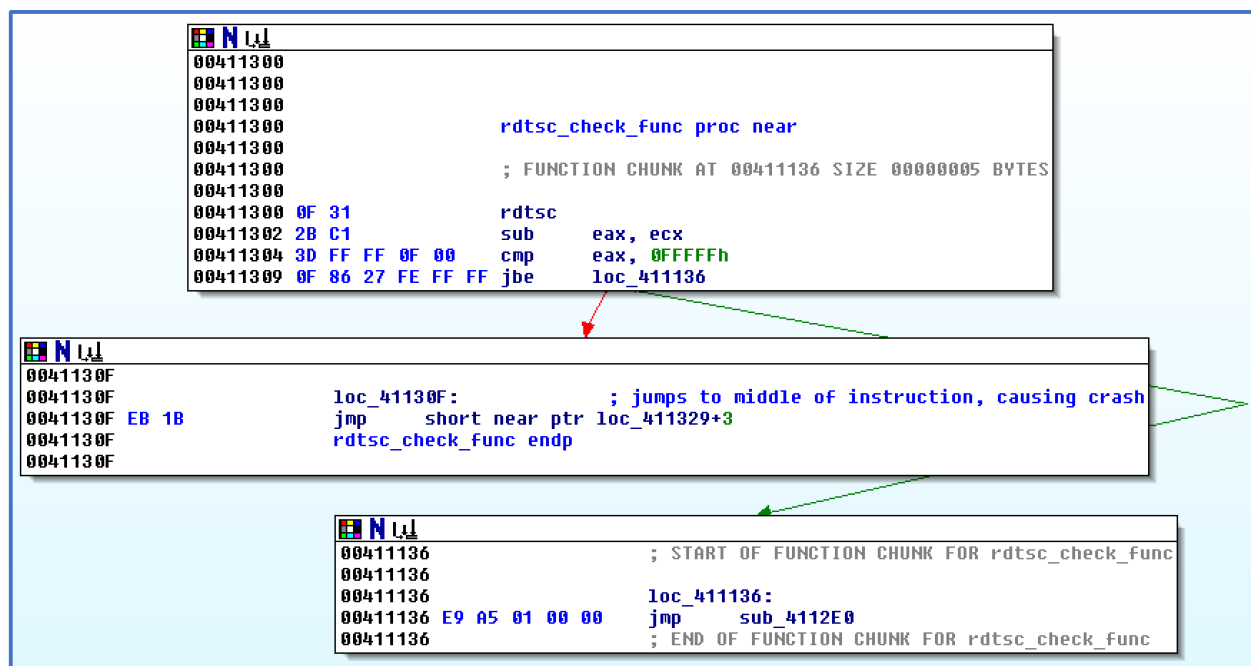 00411300
00411300
00411300
00411300 rdtsc_check_func proc near
00411300
00411300 ; FUNCTION CHUNK AT 00411136 SIZE 00000005 BYTES
00411300
00411300 0F 31 rdtsc
00411302 2B C1 sub eax, ecx
00411304 3D FF FF 0F 00 cmp eax, 0FFFFFh
00411309 0F 86 27 FE FF FF jbe loc_411136
0041130F
0041130F loc_41130F: ; jumps to middle of instruction, causing crash
0041130F EB 1B jmp short near ptr loc_411329+3
0041130F rdtsc_check_func endp
0041130F
00411136 ; START OF FUNCTION CHUNK FOR rdtsc_check_func
00411136
00411136 loc_411136:
00411136 E9 A5 01 00 00 jmp sub_4112E0
00411136 ; END OF FUNCTION CHUNK FOR rdtsc_check_func